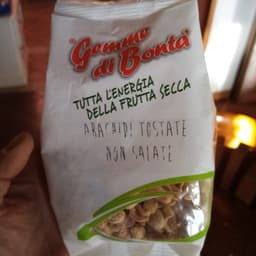 Gemme
di Bontà
TUTTA L'ENERGIA
DELLA FRUTTA SECCA
ARACHIDI TOSTATE
NON SALATE